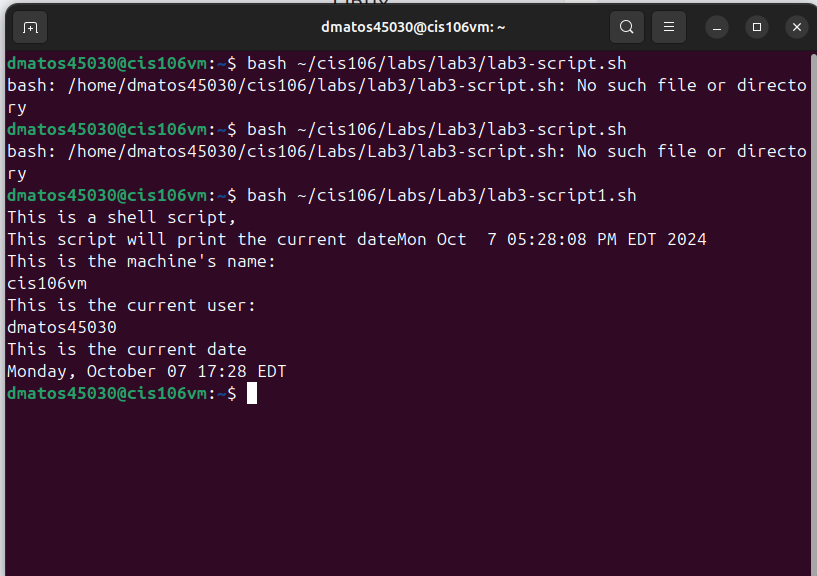 dmatos45030@cis106vm: ~
dmatos45030@cis106vm:~$ bash ~/cis106/labs/lab3/lab3-script.sh
bash: /home/dmatos45030/cis106/labs/lab3/lab3-script.sh: No such file or directo
ry
dmatos45030@cis106vm:~$ bash ~/cis106/Labs/Lab3/lab3-script.sh
bash: /home/dmatos45030/cis106/Labs/Lab3/lab3-script.sh: No such file or directo
ry
dmatos45030@cis106vm:~$ bash ~/cis106/Labs/Lab3/lab3-script1.sh
This is a shell script,
This script will print the current dateMon Oct  7 05:28:08 PM EDT 2024
This is the machine's name:
cis106vm
This is the current user:
dmatos45030
This is the current date
Monday, October 07 17:28 EDT
dmatos45030@cis106vm:~$